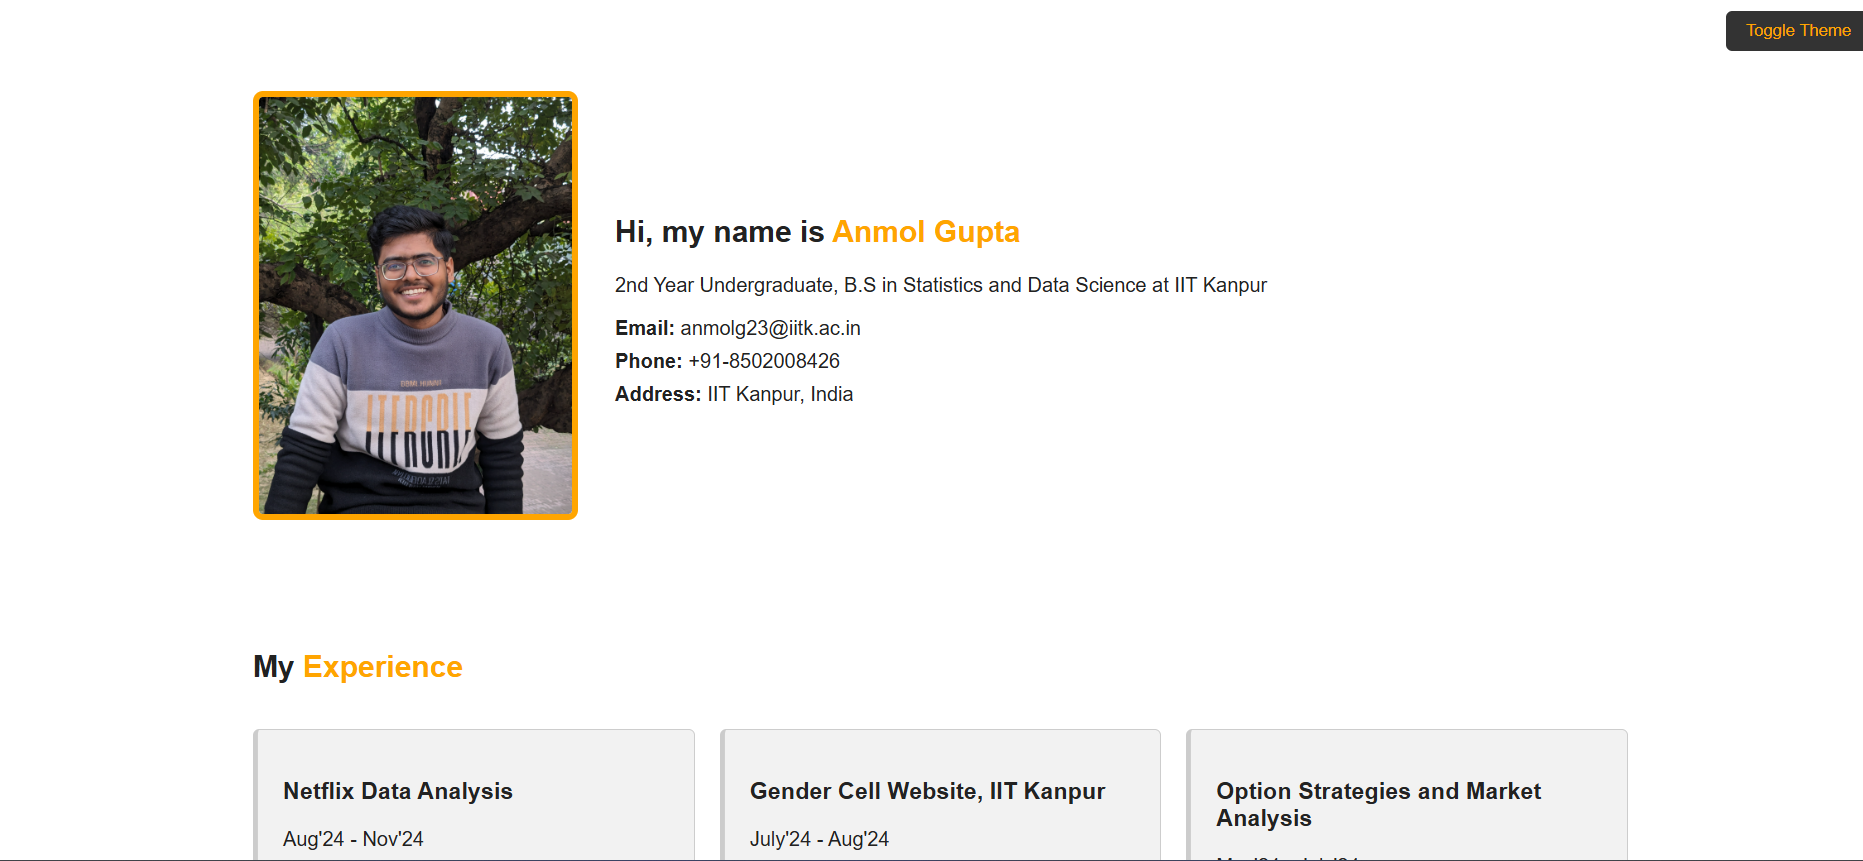 Toggle Theme
Hi, my name is Anmol Gupta
2nd Year Undergraduate, B.S in Statistics and Data Science at IIT Kanpur
Email: anmolg23@iitk.ac.in
Phone: +91-8502008426
Address: IIT Kanpur, India
My Experience
Netflix Data Analysis
Aug'24 - Nov'24
Gender Cell Website, IIT Kanpur
July'24 - Aug'24
Option Strategies and Market
Analysis